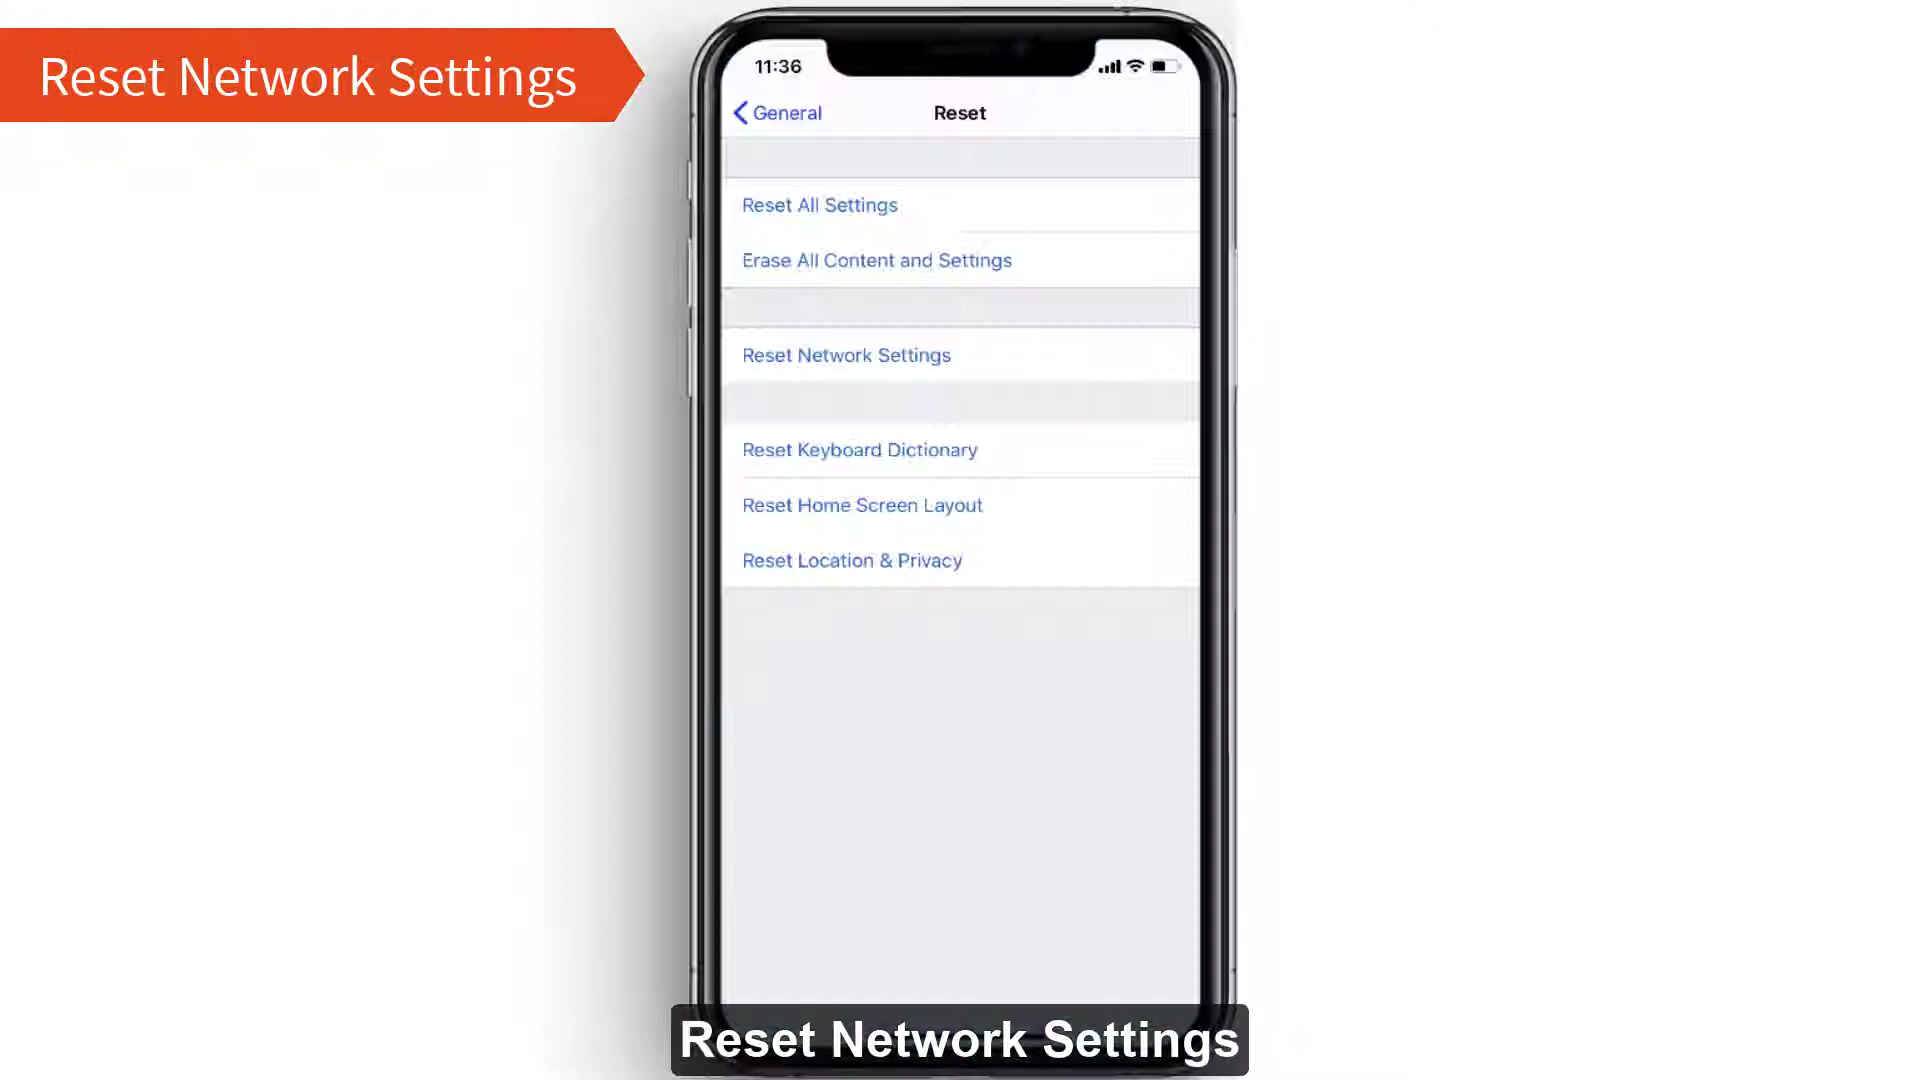 Reset Network Settings
11:36
General
Reset
Reset All Settings
Erase All Content and Settings
Reset Network Settings
Reset Keyboard Dictionary
Reset Home Screen Layout
Reset Location & Privacy
Reset Network Settings